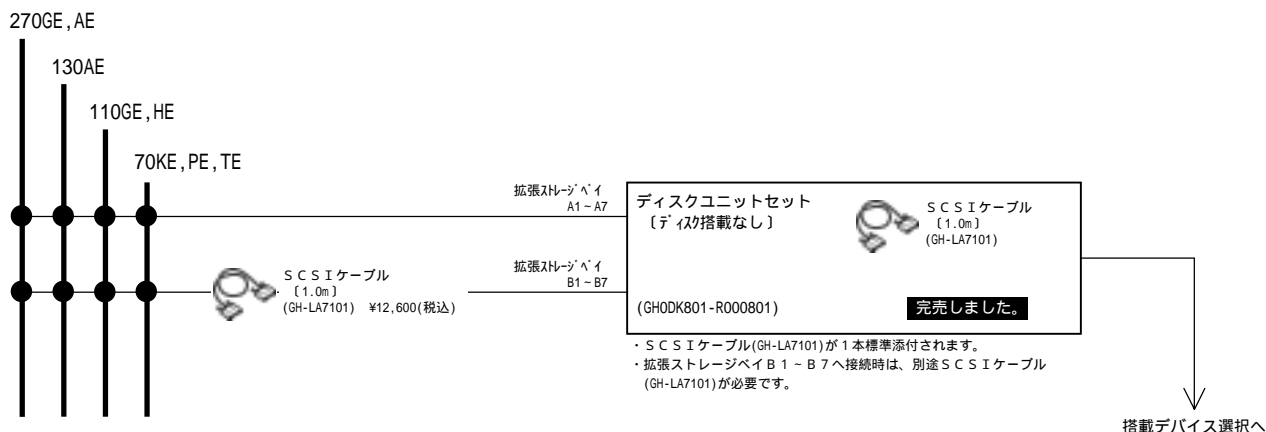 270GE,AE
130AE
110GE,HE
70KE,PE,TE
拡張ｽﾄﾚｰｼﾞﾍﾞｲ
A1~A7
ディスクユニットセット
〔ﾃﾞｨｽｸ搭載なし〕
ＳＣＳＩケーブル
〔1.0m〕
(GH-LA7101)
拡張ｽﾄﾚｰｼﾞﾍﾞｲ
B1~B7
ＳＣＳＩケーブル
〔1.0m〕
(GH-LA7101) ¥12,600(税込)
(GH0DK801-R000801)
完売しました。
・ＳＣＳＩケーブル(GH-LA7101)が１本標準添付されます。
・拡張ストレージベイＢ１～Ｂ７へ接続時は、別途ＳＣＳＩケーブル
(GH-LA7101)が必要です。
搭載デバイス選択へ